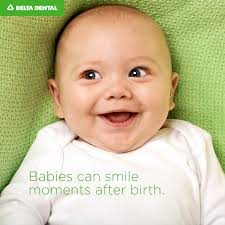 DELTA DENTAL
Babies can smile
moments after birth.